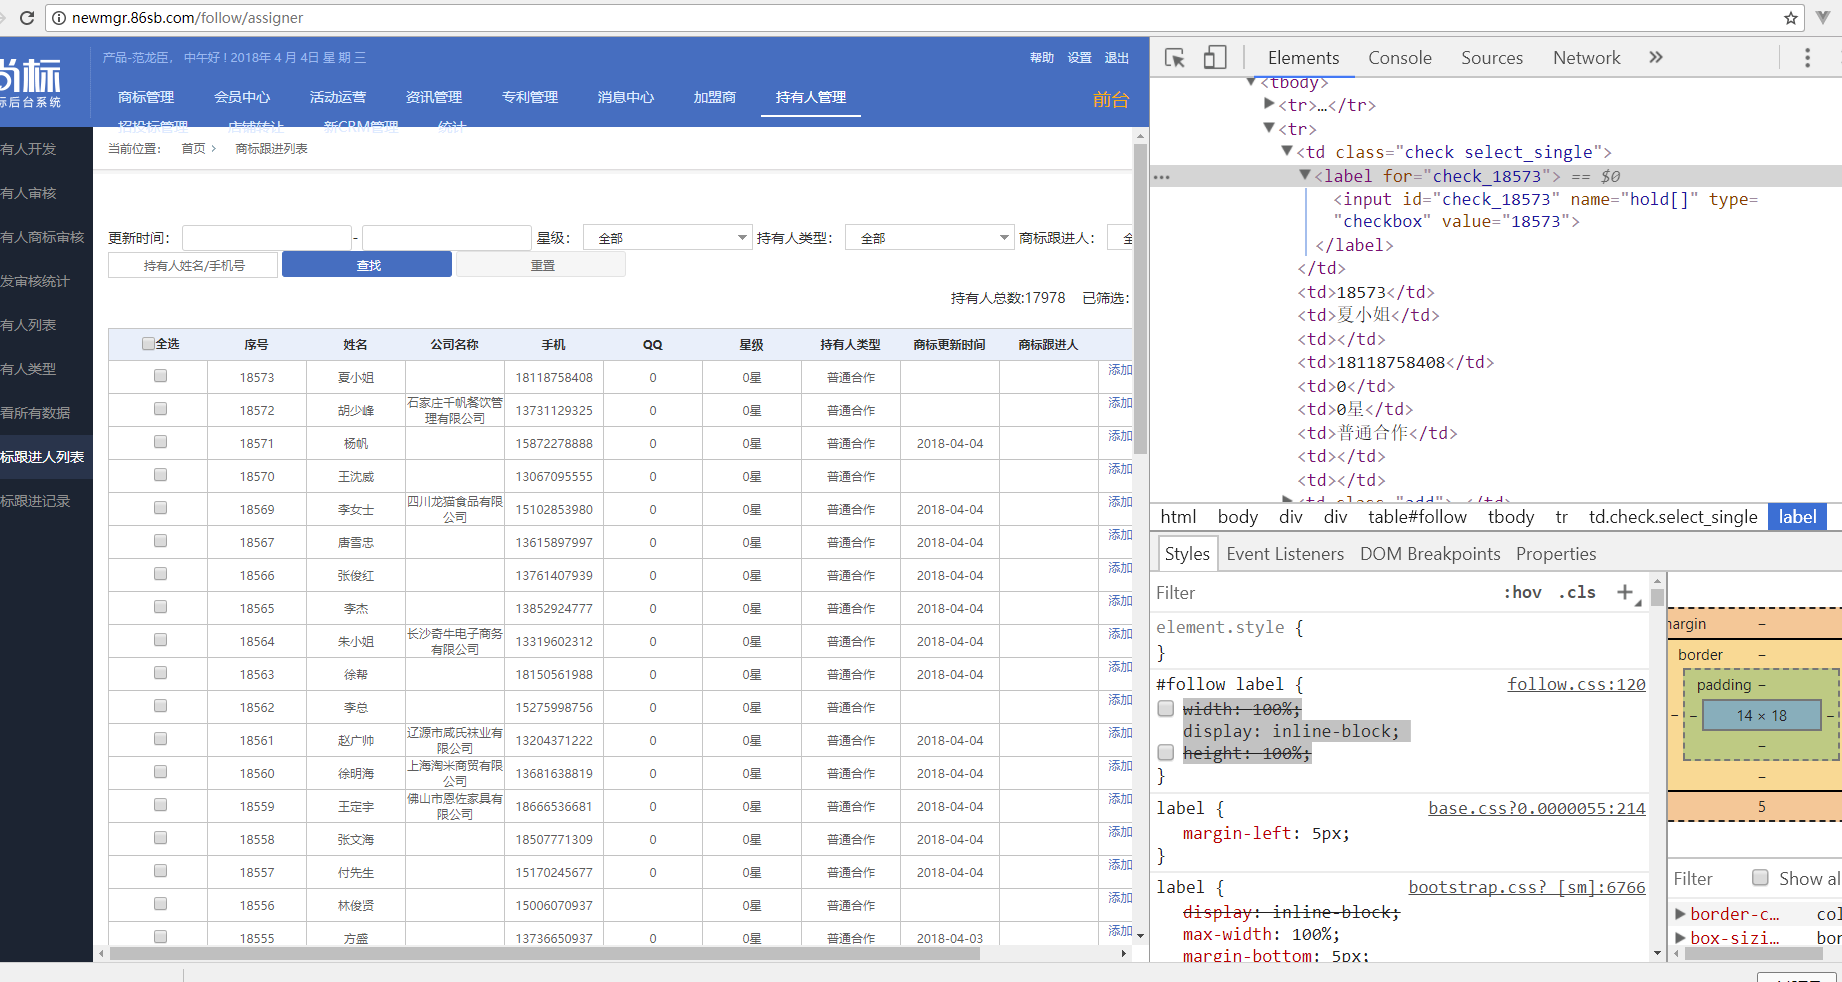 newmgr.86sb.com/follow/assigner
尚标
标后台系统
产品-范龙臣， 中午好 ! 2018年 4 月 4日 星 期 三
帮助 设置 退出
商标管理 会员中心 活动运营 资讯管理 专利管理 消息中心 加盟商 持有人管理 前台
招投标管理 店铺转让 新CRM管理 统计
有人开发
有人审核
有人商标审核
发审核统计
有人列表
有人类型
看所有数据
标跟进人列表
标跟进记录
当前位置： 首页 > 商标跟进列表
更新时间： - 星级： 全部 持有人类型： 全部 商标跟进人： 全
持有人姓名/手机号 查找 重置
持有人总数:17978 已筛选:
全选 序号 姓名 公司名称 手机 QQ 星级 持有人类型 商标更新时间 商标跟进人
18573 夏小姐 18118758408 0 0星 普通合作 添加
18572 胡少峰 石家庄千帆餐饮管理有限公司 13731129325 0 0星 普通合作 添加
18571 杨帆 15872278888 0 0星 普通合作 2018-04-04 添加
18570 王沈威 13067095555 0 0星 普通合作 添加
18569 李女士 四川龙猫食品有限公司 15102853980 0 0星 普通合作 2018-04-04 添加
18567 唐雪忠 13615897997 0 0星 普通合作 2018-04-04 添加
18566 张俊红 13761407939 0 0星 普通合作 2018-04-04 添加
18565 李杰 13852924777 0 0星 普通合作 2018-04-04 添加
18564 朱小姐 长沙奇牛电子商务有限公司 13319602312 0 0星 普通合作 2018-04-04 添加
18563 徐帮 18150561988 0 0星 普通合作 2018-04-04 添加
18562 李总 15275998756 0 0星 普通合作 添加
18561 赵广帅 辽源市咸氏袜业有限公司 13204371222 0 0星 普通合作 2018-04-04 添加
18560 徐明海 上海淘米商贸有限公司 13681638819 0 0星 普通合作 2018-04-04 添加
18559 王定宇 佛山市恩佐家具有限公司 18666536681 0 0星 普通合作 2018-04-04 添加
18558 张文海 18507771309 0 0星 普通合作 2018-04-04 添加
18557 付先生 15170245677 0 0星 普通合作 2018-04-04 添加
18556 林俊贤 15006070937 0星 普通合作 添加
18555 方盛 13736650937 0 0星 普通合作 2018-04-03 添加
Elements Console Sources Network »
<tbody>
<tr>…</tr>
<tr>
<td class="check select_single">
<label for="check_18573"> == $0
<input id="check_18573" name="hold[]" type=
"checkbox" value="18573">
</label>
</td>
<td>18573</td>
<td>夏小姐</td>
<td></td>
<td>18118758408</td>
<td>0</td>
<td>0星</td>
<td>普通合作</td>
<td></td>
<td></td>
<td class="add">…</td>
html body div div table#follow tbody tr td.check.select_single label
Styles Event Listeners DOM Breakpoints Properties
Filter :hov .cls +
element.style {
}
#follow label { follow.css:120
width: 100%;
display: inline-block;
height: 100%;
}
label { base.css?0.0000055:214
margin-left: 5px;
}
label { bootstrap.css? [sm]:6766
display: inline-block;
max-width: 100%;
margin-bottom: 5px;
margin –
border –
padding –
– – 14 × 18 – –
–
–
5
Filter Show al
border-c… col
box-sizi… bor